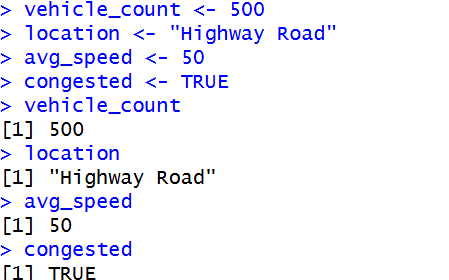 > vehicle_count <- 500
> location <- "Highway Road"
> avg_speed <- 50
> congested <- TRUE
> vehicle_count
[1] 500
> location
[1] "Highway Road"
> avg_speed
[1] 50
> congested
[1] TRUE